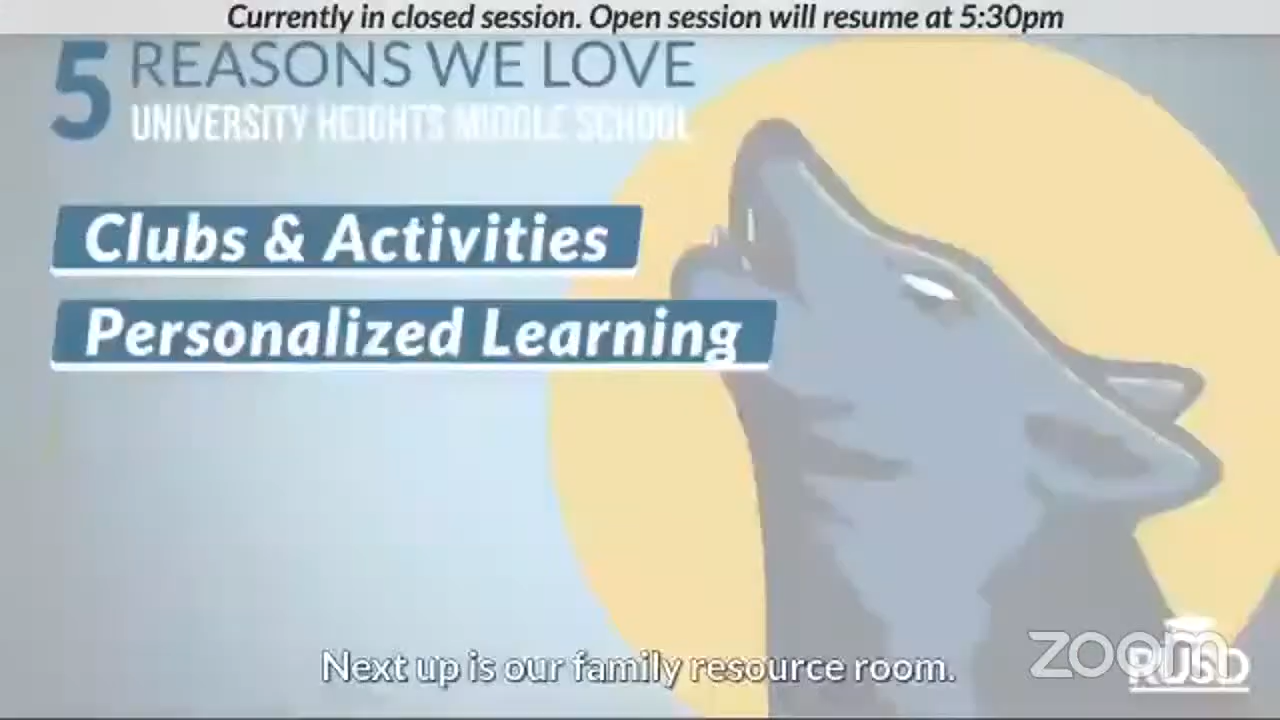 Currently in closed session. Open session will resume at 5:30pm
5 REASONS WE LOVE
UNIVERSITY HEIGHTS MIDDLE SCHOOL
Clubs & Activities
Personalized Learning
Next up is our family resource room.
zoom
RUSD